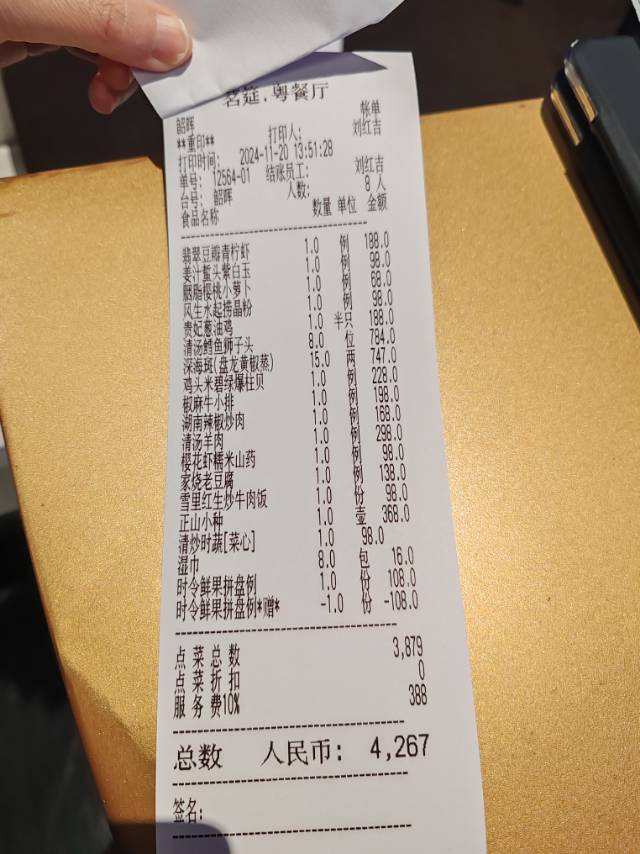 茗筵.粤餐厅
韶晖 帐单
**重印** 打印人: 刘红吉
打印时间: 2024-11-20 13:51:28
单号: 12564-01 结账员工: 刘红吉
台号: 韶晖 人数: 8 人
食品名称 数量 单位 金额
翡翠豆瓣青柠虾 1.0 例 188.0
姜汁皙头紫白玉 1.0 例 98.0
胭脂樱桃小萝卜 1.0 例 68.0
风生水起捞晶粉 1.0 例 98.0
贵妃葱油鸡 1.0 半只 188.0
清汤鳕鱼狮子头 8.0 位 784.0
深海斑(盘龙黄椒蒸) 15.0 两 747.0
鸡头米碧绿爆桂贝 1.0 例 228.0
椒麻牛小排 1.0 例 198.0
湖南辣椒炒肉 1.0 例 168.0
清汤羊肉 1.0 例 298.0
樱花虾糯米山药 1.0 例 98.0
家烧老豆腐 1.0 例 138.0
雪里红生炒牛肉饭 1.0 份 98.0
正山小种 1.0 壶 368.0
清炒时蔬[菜心] 1.0 98.0
湿巾 8.0 包 16.0
时令鲜果拼盘例 1.0 份 108.0
时令鲜果拼盘例*赠* -1.0 份 -108.0
点菜总数 3,879
点菜折扣 0
服务费10% 388
总数 人民币: 4,267
签名: